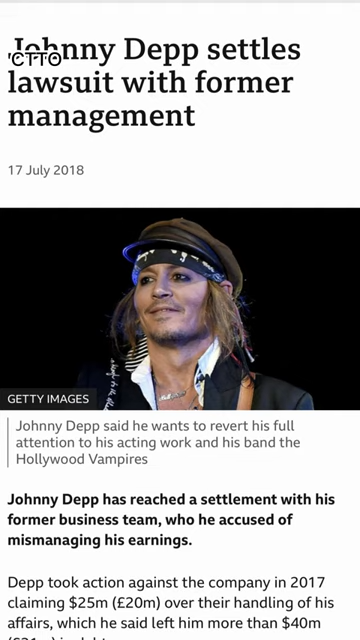 Johnny Depp settles
CTTO
lawsuit with former
management
17 July 2018
GETTY IMAGES
Johnny Depp said he wants to revert his full
attention to his acting work and his band the
Hollywood Vampires
Johnny Depp has reached a settlement with his
former business team, who he accused of
mismanaging his earnings.
Depp took action against the company in 2017
claiming $25m (£20m) over their handling of his
affairs, which he said left him more than $40m